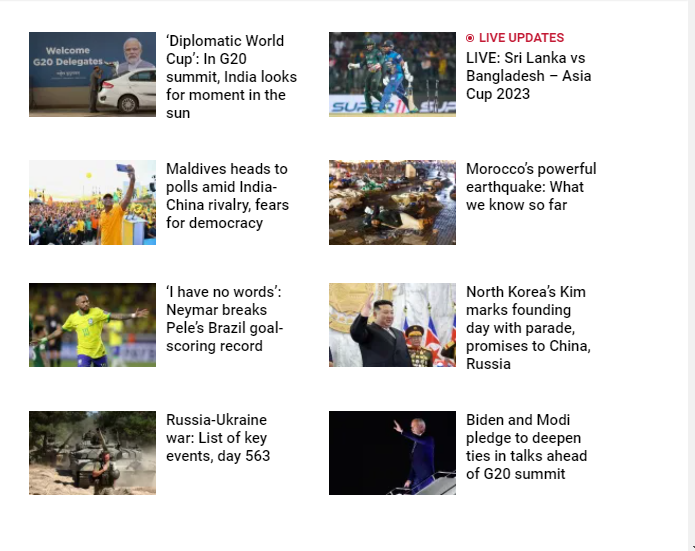 Welcome
G20 Delegates
‘Diplomatic World
Cup’: In G20
summit, India looks
for moment in the
sun
LIVE UPDATES
LIVE: Sri Lanka vs
Bangladesh – Asia
Cup 2023
SUPER11
Maldives heads to
polls amid India-
China rivalry, fears
for democracy
Morocco’s powerful
earthquake: What
we know so far
‘I have no words’:
Neymar breaks
Pele’s Brazil goal-
scoring record
10
North Korea’s Kim
marks founding
day with parade,
promises to China,
Russia
Russia-Ukraine
war: List of key
events, day 563
Biden and Modi
pledge to deepen
ties in talks ahead
of G20 summit